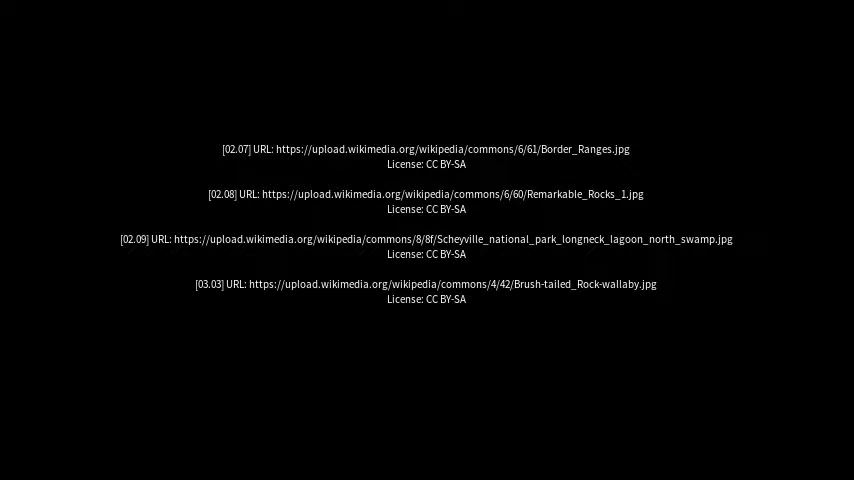 [02.07] URL: https://upload.wikimedia.org/wikipedia/commons/6/61/Border_Ranges.jpg
License: CC BY-SA
[02.08] URL: https://upload.wikimedia.org/wikipedia/commons/6/60/Remarkable_Rocks_1.jpg
License: CC BY-SA
[02.09] URL: https://upload.wikimedia.org/wikipedia/commons/8/8f/Scheyville_national_park_longneck_lagoon_north_swamp.jpg
License: CC BY-SA
[03.03] URL: https://upload.wikimedia.org/wikipedia/commons/4/42/Brush-tailed_Rock-wallaby.jpg
License: CC BY-SA